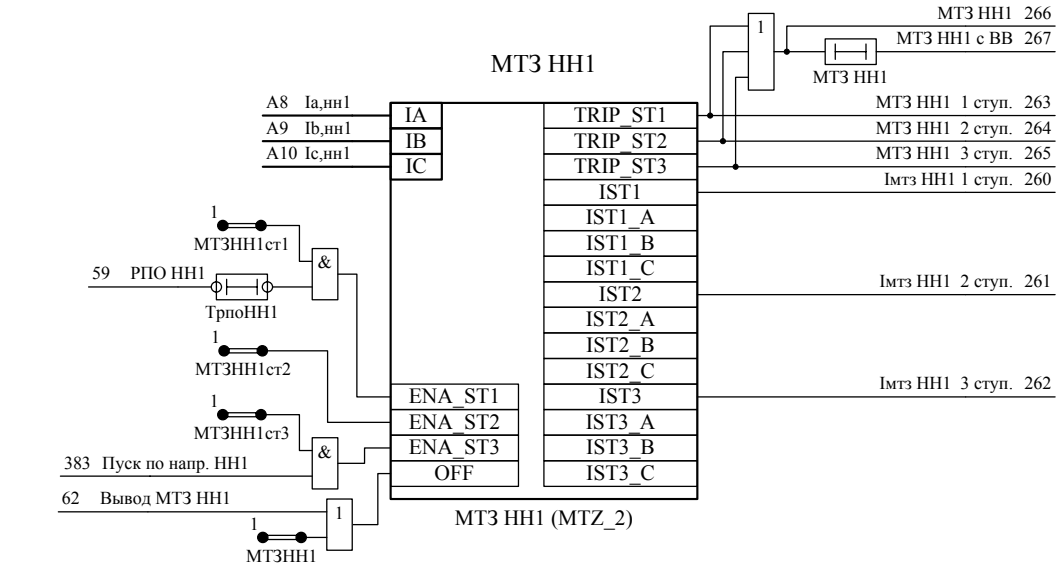 МТЗ НН1 266
1
МТЗ НН1 с ВВ 267
МТЗ НН1
МТЗ НН1
A8 Iа,нн1
IA
TRIP_ST1
МТЗ НН1 1 ступ. 263
A9 Ib,нн1
IB
TRIP_ST2
МТЗ НН1 2 ступ. 264
A10 Ic,нн1
IC
TRIP_ST3
МТЗ НН1 3 ступ. 265
IST1
Iмтз НН1 1 ступ. 260
1
IST1_A
МТЗНН1ст1
IST1_B
&
59 РПО НН1
IST1_C
IST2
Iмтз НН1 2 ступ. 261
ТрпоНН1
IST2_A
1
IST2_B
МТЗНН1ст2
IST2_C
ENA_ST1
IST3
Iмтз НН1 3 ступ. 262
1
ENA_ST2
IST3_A
МТЗНН1ст3
&
ENA_ST3
IST3_B
383 Пуск по напр. НН1
OFF
IST3_C
62 Вывод МТЗ НН1
1
1
МТЗНН1
МТЗ НН1 (MTZ_2)